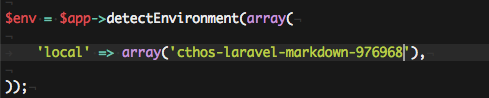 $env = $app->detectEnvironment(array(
'local' => array('cthos-laravel-markdown-976968'),
));